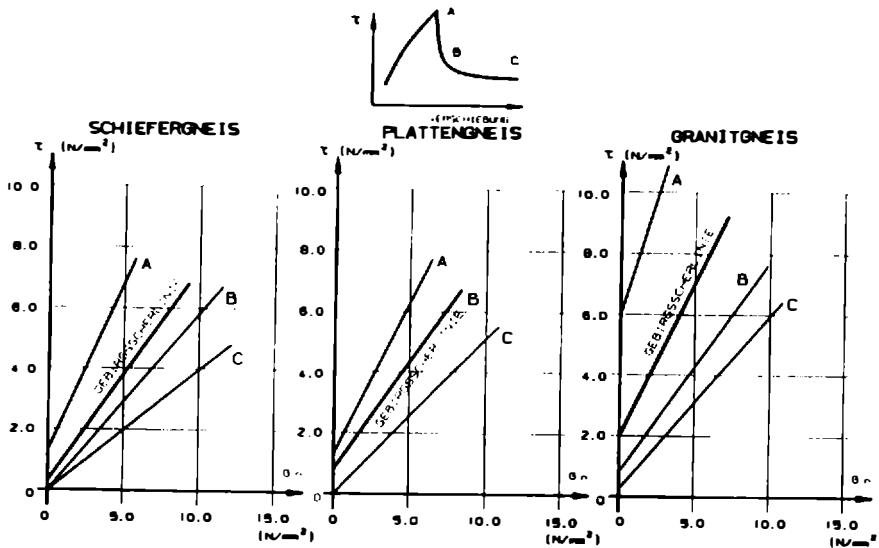 τ
A
B
C
SCHIEFERGNEIS
τ (N/mm²)
10.0
8.0
6.0
4.0
2.0
0
A
GEBIRGSSCHERLINIE
B
C
0
5.0
10.0
15.0
(N/mm²)
PLATTENGNEIS
τ (N/mm²)
10.0
8.0
6.0
4.0
2.0
0
A
B
GEBIRGSSCHERLINIE
C
0
5.0
10.0
15.0
(N/mm²)
GRANITGNEIS
τ (N/mm²)
10.0
8.0
6.0
4.0
2.0
0
A
GEBIRGSSCHERLINIE
B
C
0
5.0
10.0
15.0
(N/mm²)